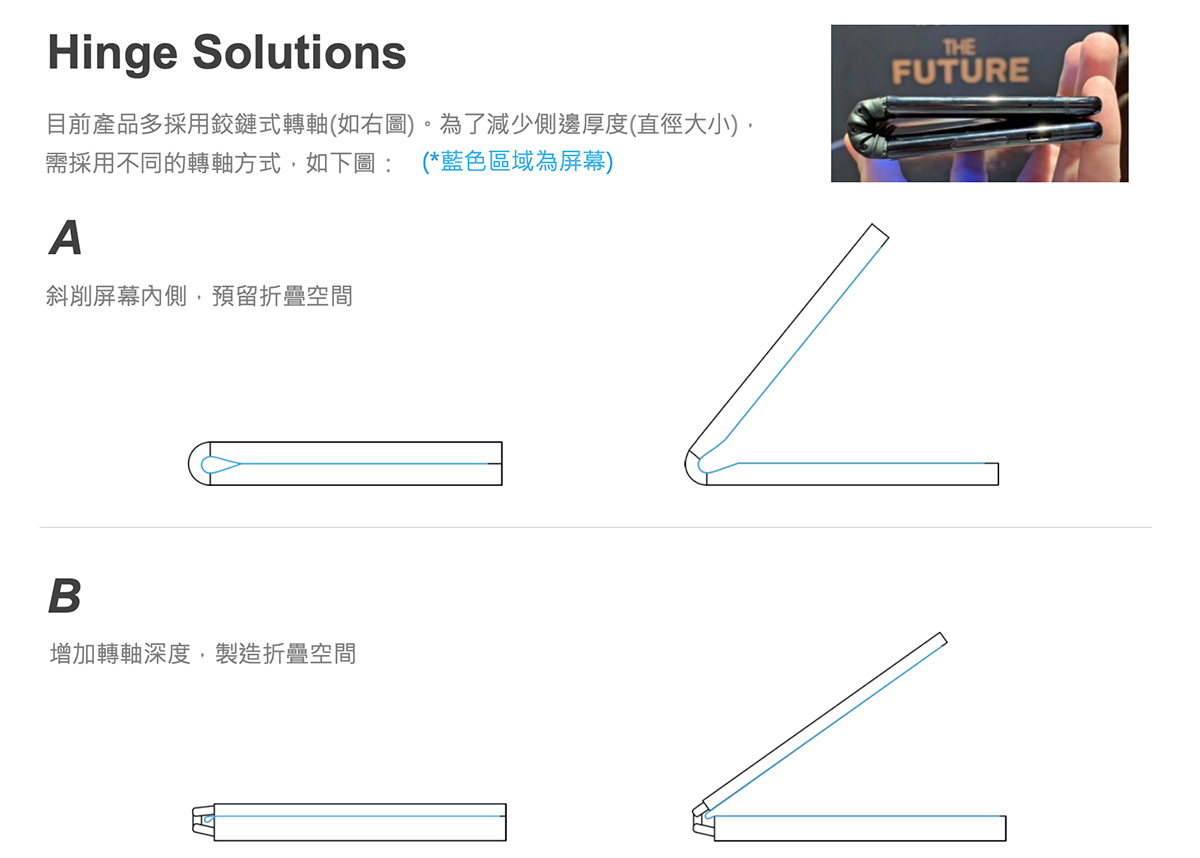 Hinge Solutions
THE
FUTURE
目前產品多採用鉸鏈式轉軸(如右圖)。為了減少側邊厚度(直徑大小)，
需採用不同的轉軸方式，如下圖： (*藍色區域為屏幕)
A
斜削屏幕內側，預留折疊空間
B
增加轉軸深度，製造折疊空間